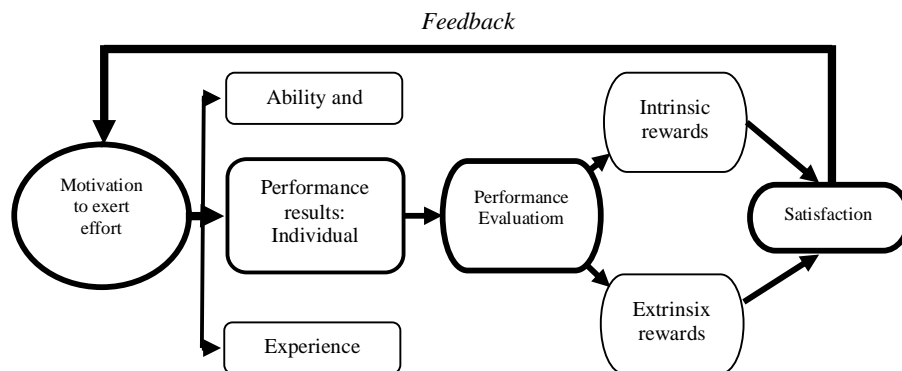 Feedback
Ability and
Motivation
to exert
effort
Performance
results:
Individual
Experience
Performance
Evaluatiom
Intrinsic
rewards
Extrinsix
rewards
Satisfaction